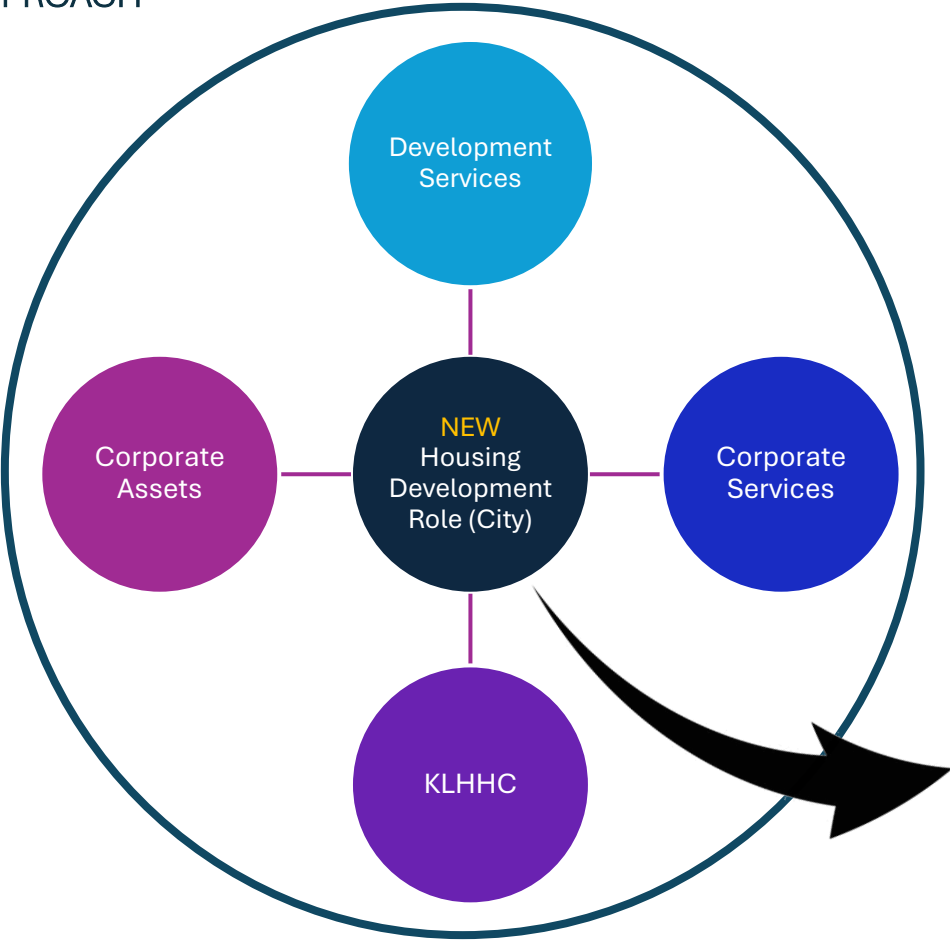 Development
Services
Corporate
Assets
NEW
Housing
Development
Role (City)
Corporate
Services
KLHHC